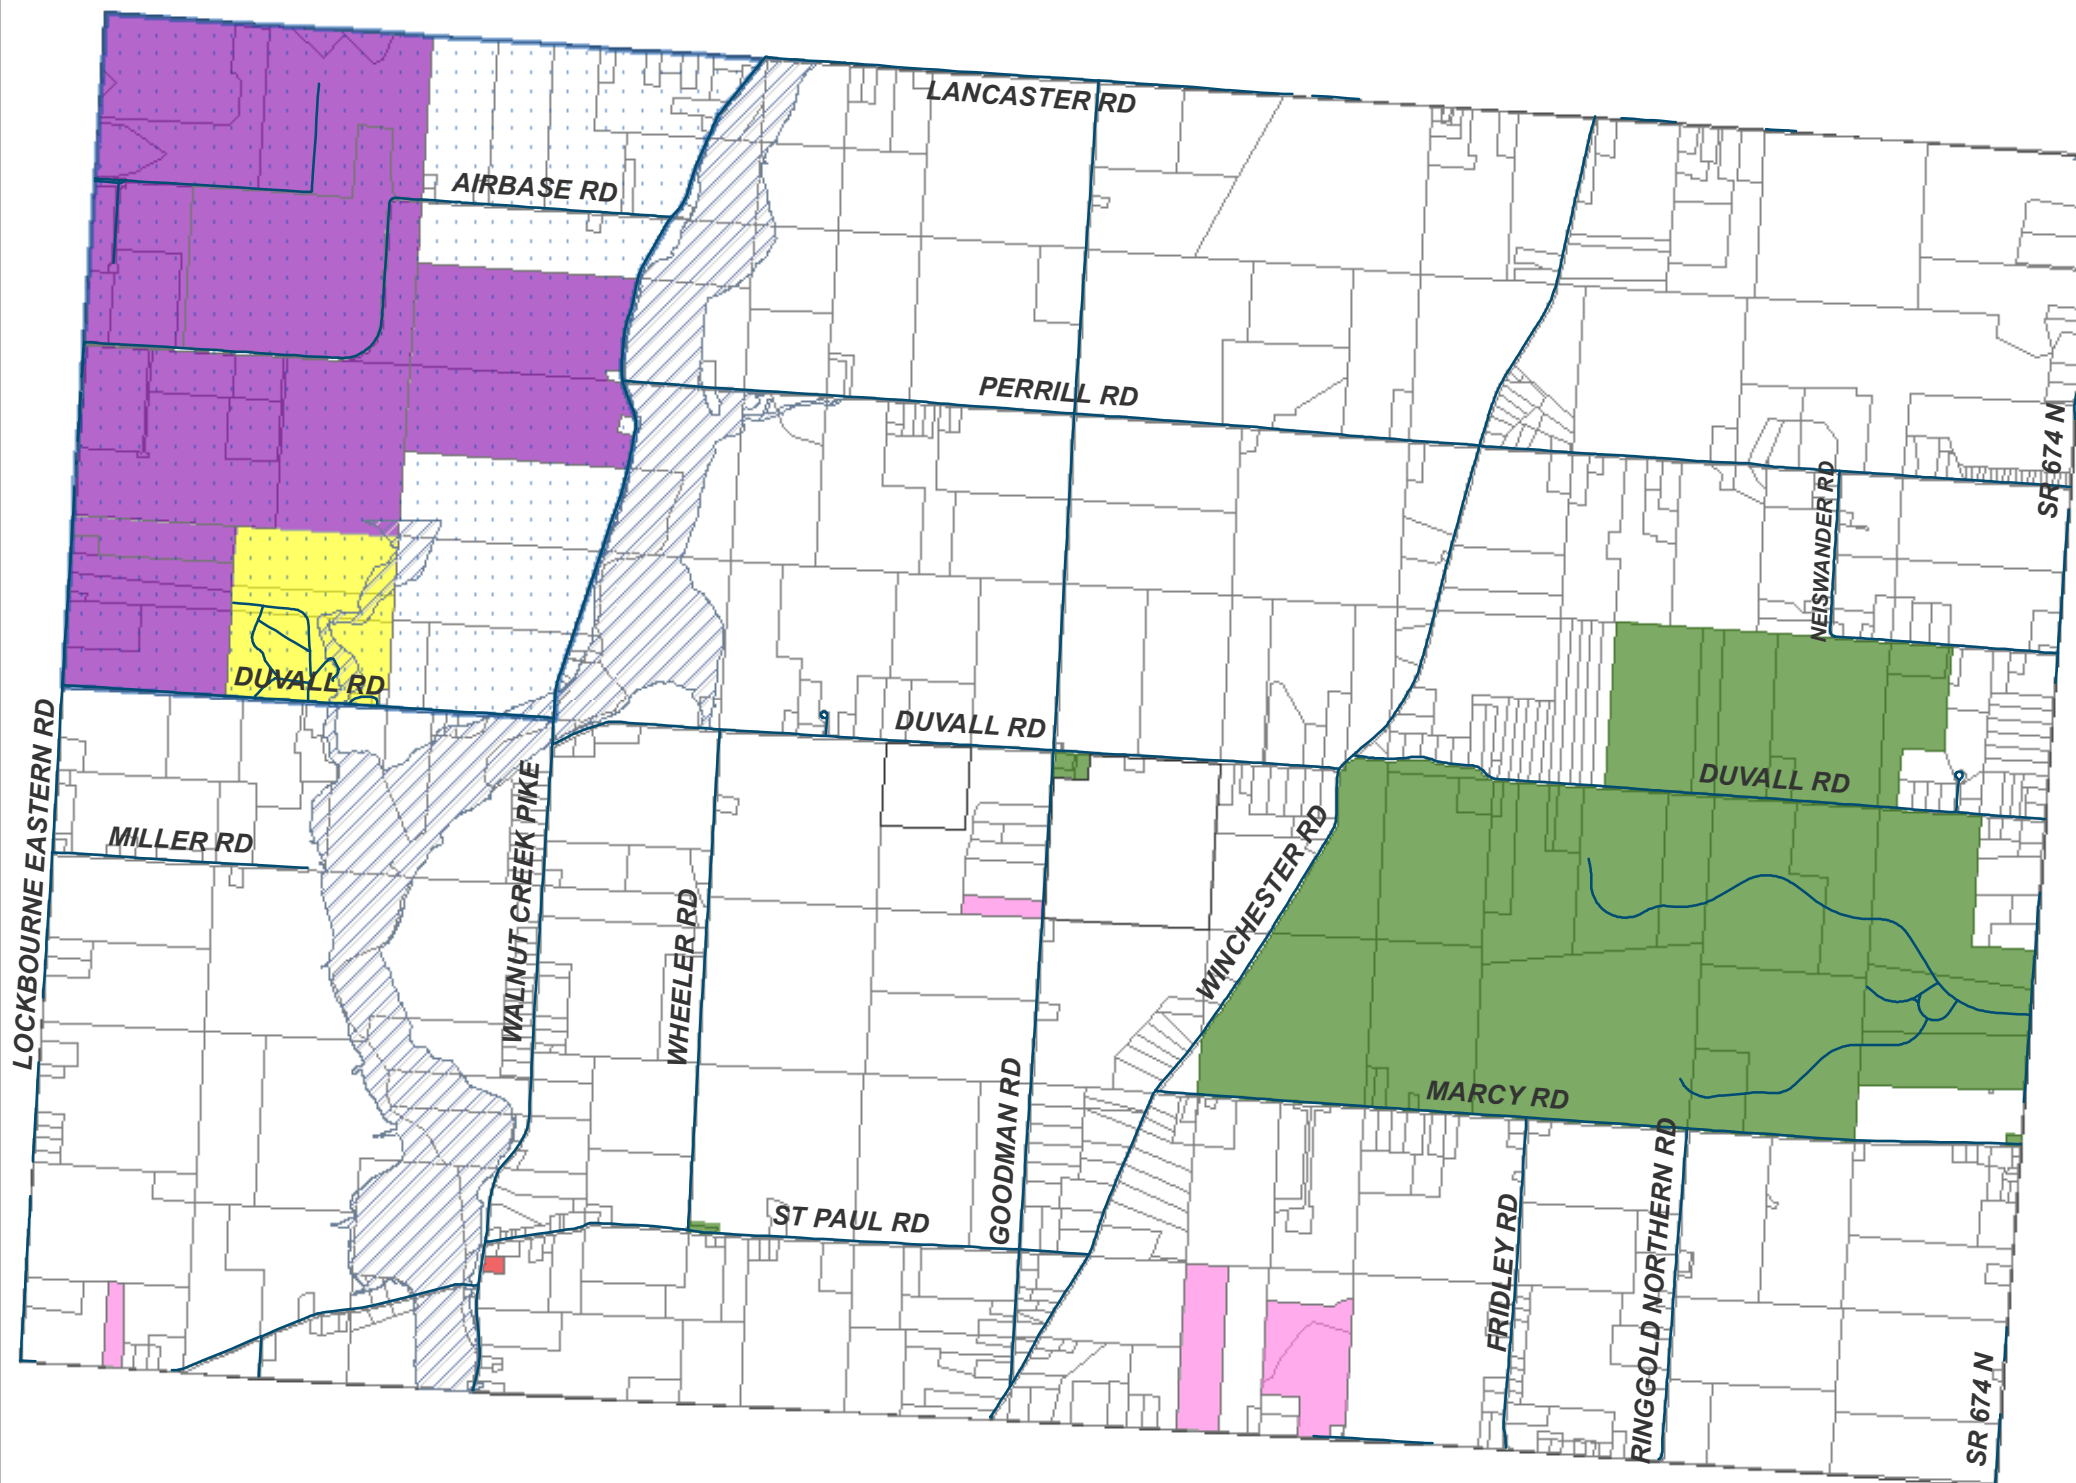 LANCASTER RD
AIRBASE RD
PERRILL RD
SR 674 N
NEISWANDER RD
DUVALL RD
DUVALL RD
DUVALL RD
LOCKBOURNE EASTERN RD
MILLER RD
WALNUT CREEK PIKE
WHEELER RD
WINCHESTER RD
GOODMAN RD
MARCY RD
ST PAUL RD
FRIDLEY RD
RINGGOLD NORTHERN RD
SR 674 N